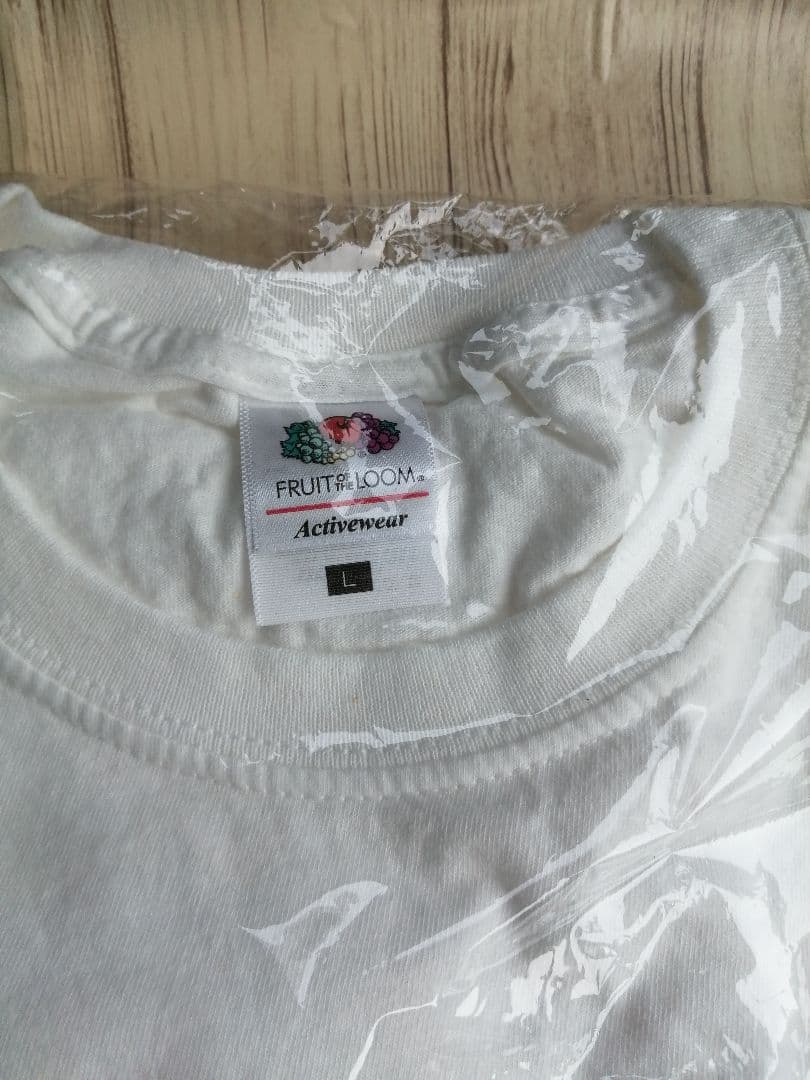 FRUIT OF THE LOOM®
Activewear
L